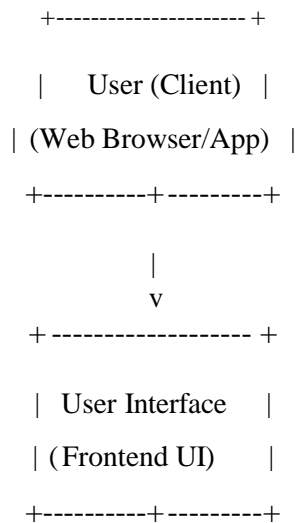 +----------------------- +
| User (Client) |
| (Web Browser/App) |
+----------+----------+
|
v
+ ------------------- +
| User Interface |
| (Frontend UI) |
+----------+---------+